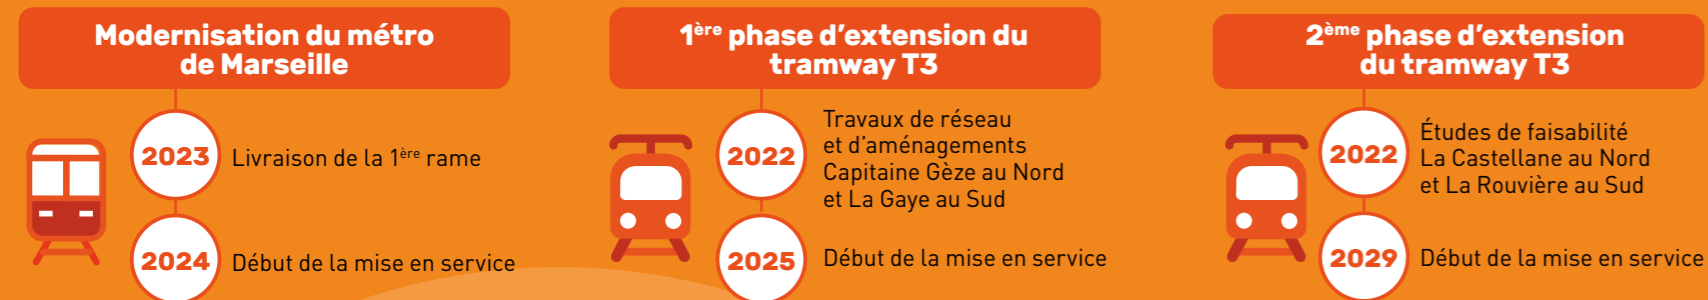 Modernisation du métro
de Marseille
2023
Livraison de la 1ère rame
2024
Début de la mise en service
1ère phase d'extension du
tramway T3
2022
Travaux de réseau
et d'aménagements
Capitaine Gèze au Nord
et La Gaye au Sud
2025
Début de la mise en service
2ème phase d'extension
du tramway T3
2022
Études de faisabilité
La Castellane au Nord
et La Rouvière au Sud
2029
Début de la mise en service